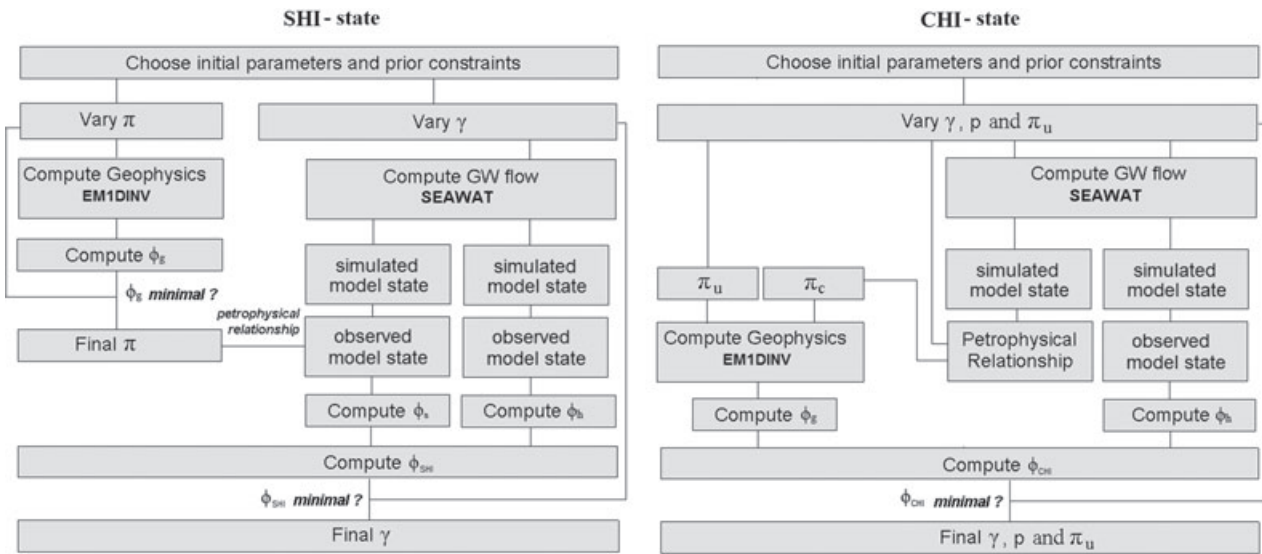 SHI - state
Choose initial parameters and prior constraints
Vary π
Vary γ
Compute Geophysics
EM1DINV
Compute GW flow
SEAWAT
Compute ϕg
simulated
model state
simulated
model state
ϕg minimal ?
petrophysical
relationship
Final π
observed
model state
observed
model state
Compute ϕs
Compute ϕh
Compute ϕSHI
ϕSHI minimal ?
Final γ
CHI - state
Choose initial parameters and prior constraints
Vary γ, p and πu
Compute GW flow
SEAWAT
πu
πc
simulated
model state
simulated
model state
Compute Geophysics
EM1DINV
Petrophysical
Relationship
observed
model state
Compute ϕg
Compute ϕh
Compute ϕCHI
ϕCHI minimal ?
Final γ, p and πu